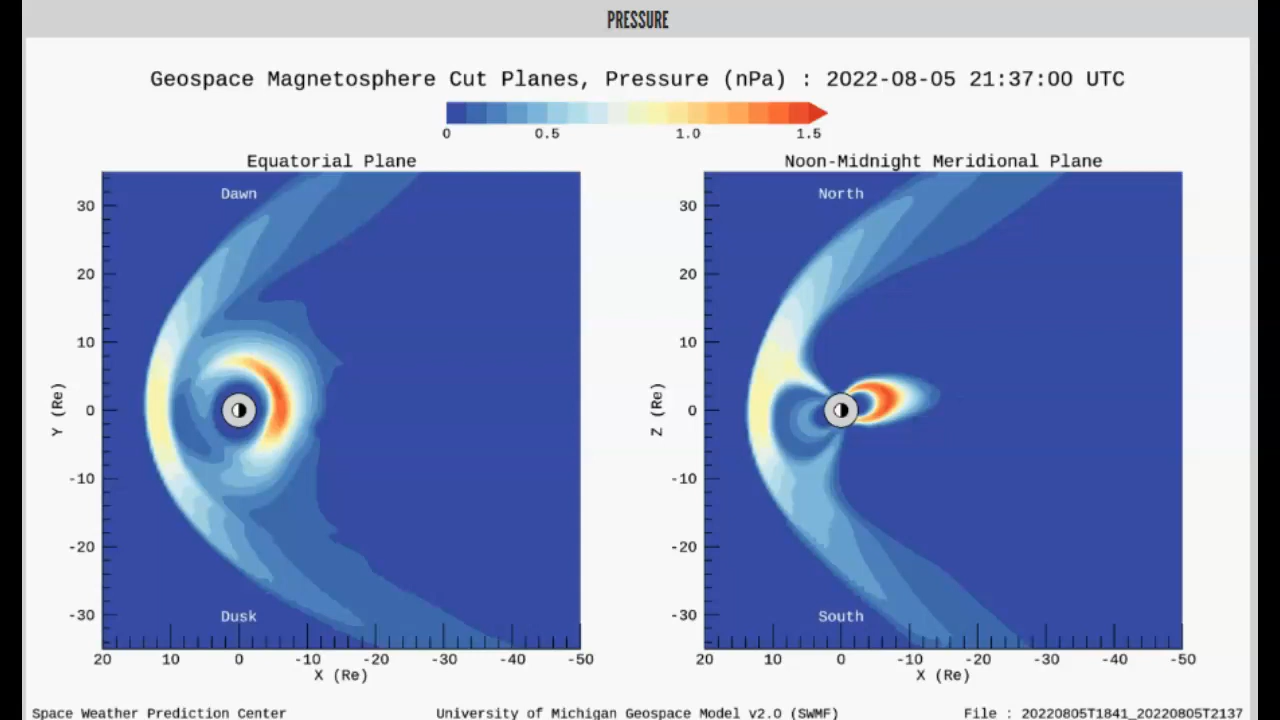 PRESSURE
Geospace Magnetosphere Cut Planes, Pressure (nPa) : 2022-08-05 21:37:00 UTC
0 0.5 1.0 1.5
Equatorial Plane
Dawn
30
20
10
0
-10
-20
-30
Y (Re)
Dusk
20 10 0 -10 -20 -30 -40 -50
X (Re)
Noon-Midnight Meridional Plane
North
30
20
10
0
-10
-20
-30
Z (Re)
South
20 10 0 -10 -20 -30 -40 -50
X (Re)
Space Weather Prediction Center University of Michigan Geospace Model v2.0 (SWMF) File : 20220805T1841_20220805T2137